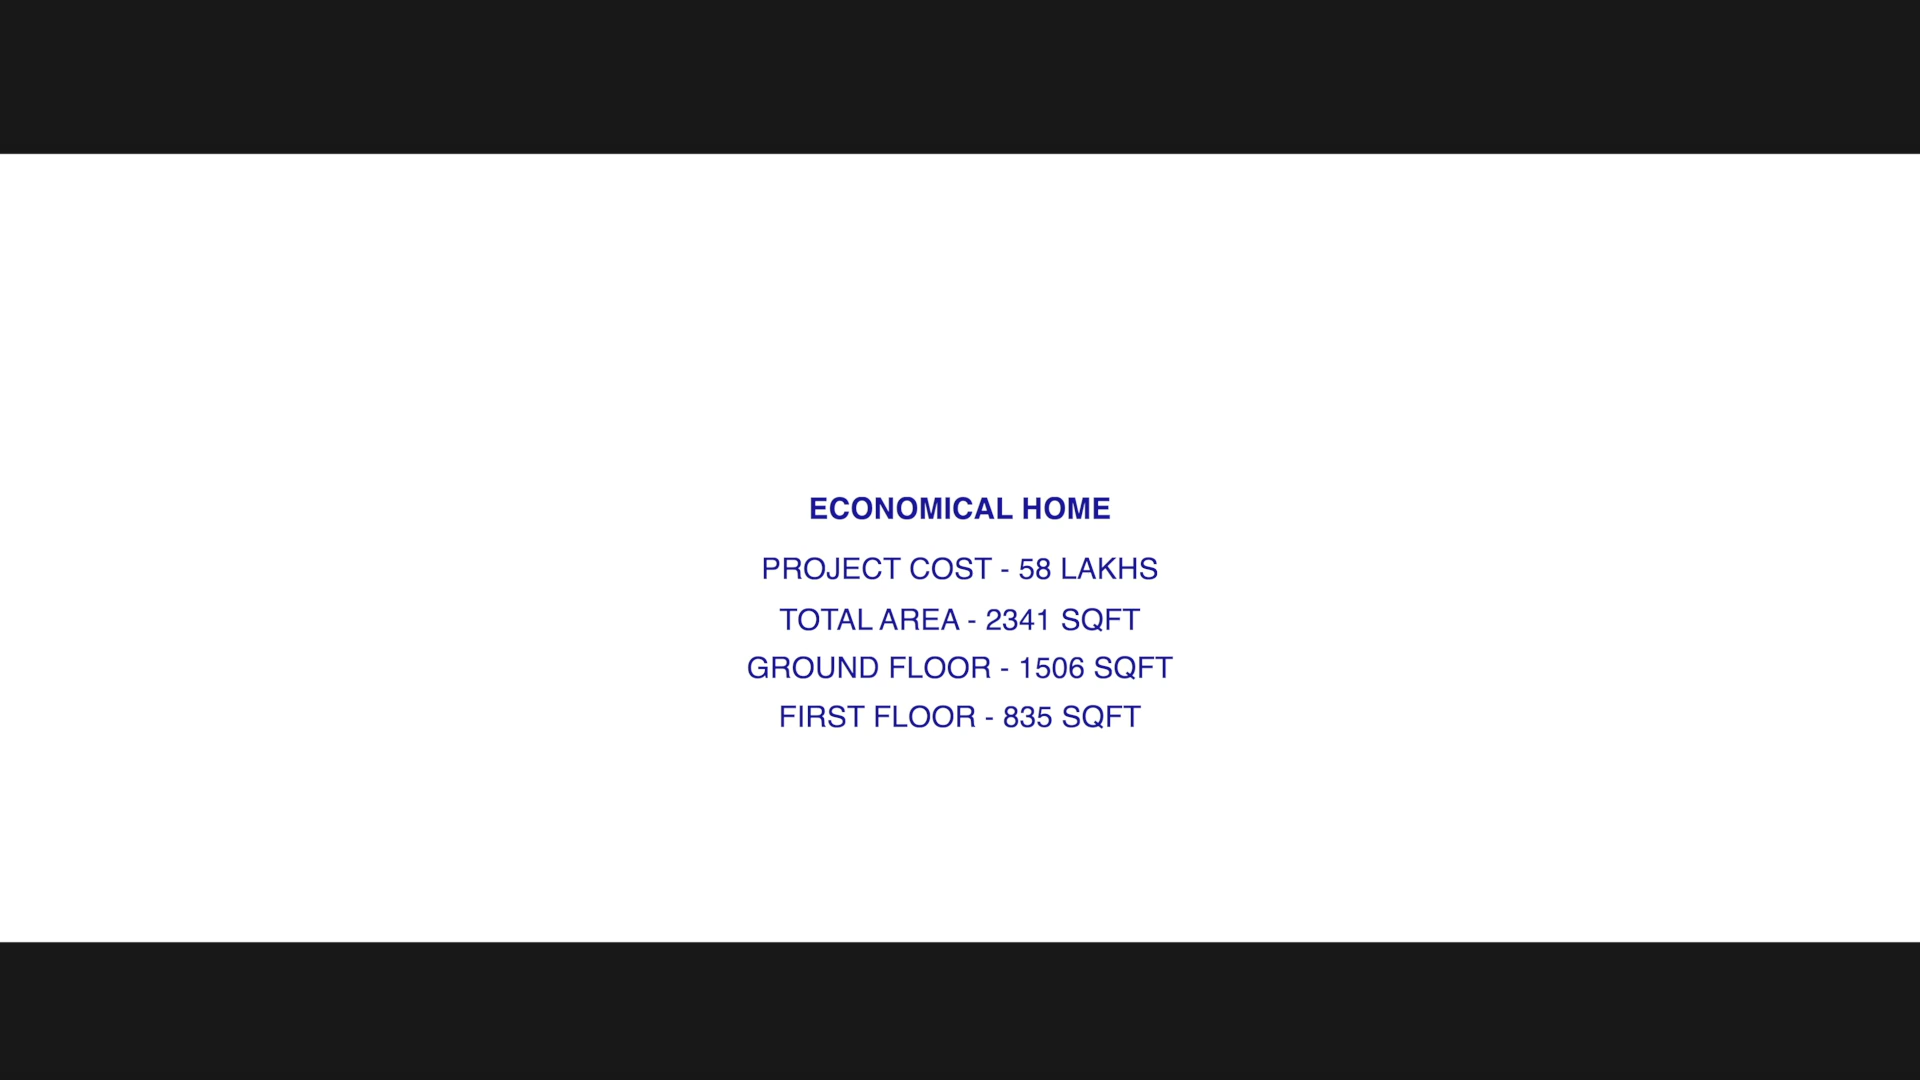 ECONOMICAL HOME
PROJECT COST - 58 LAKHS
TOTAL AREA - 2341 SQFT
GROUND FLOOR - 1506 SQFT
FIRST FLOOR - 835 SQFT